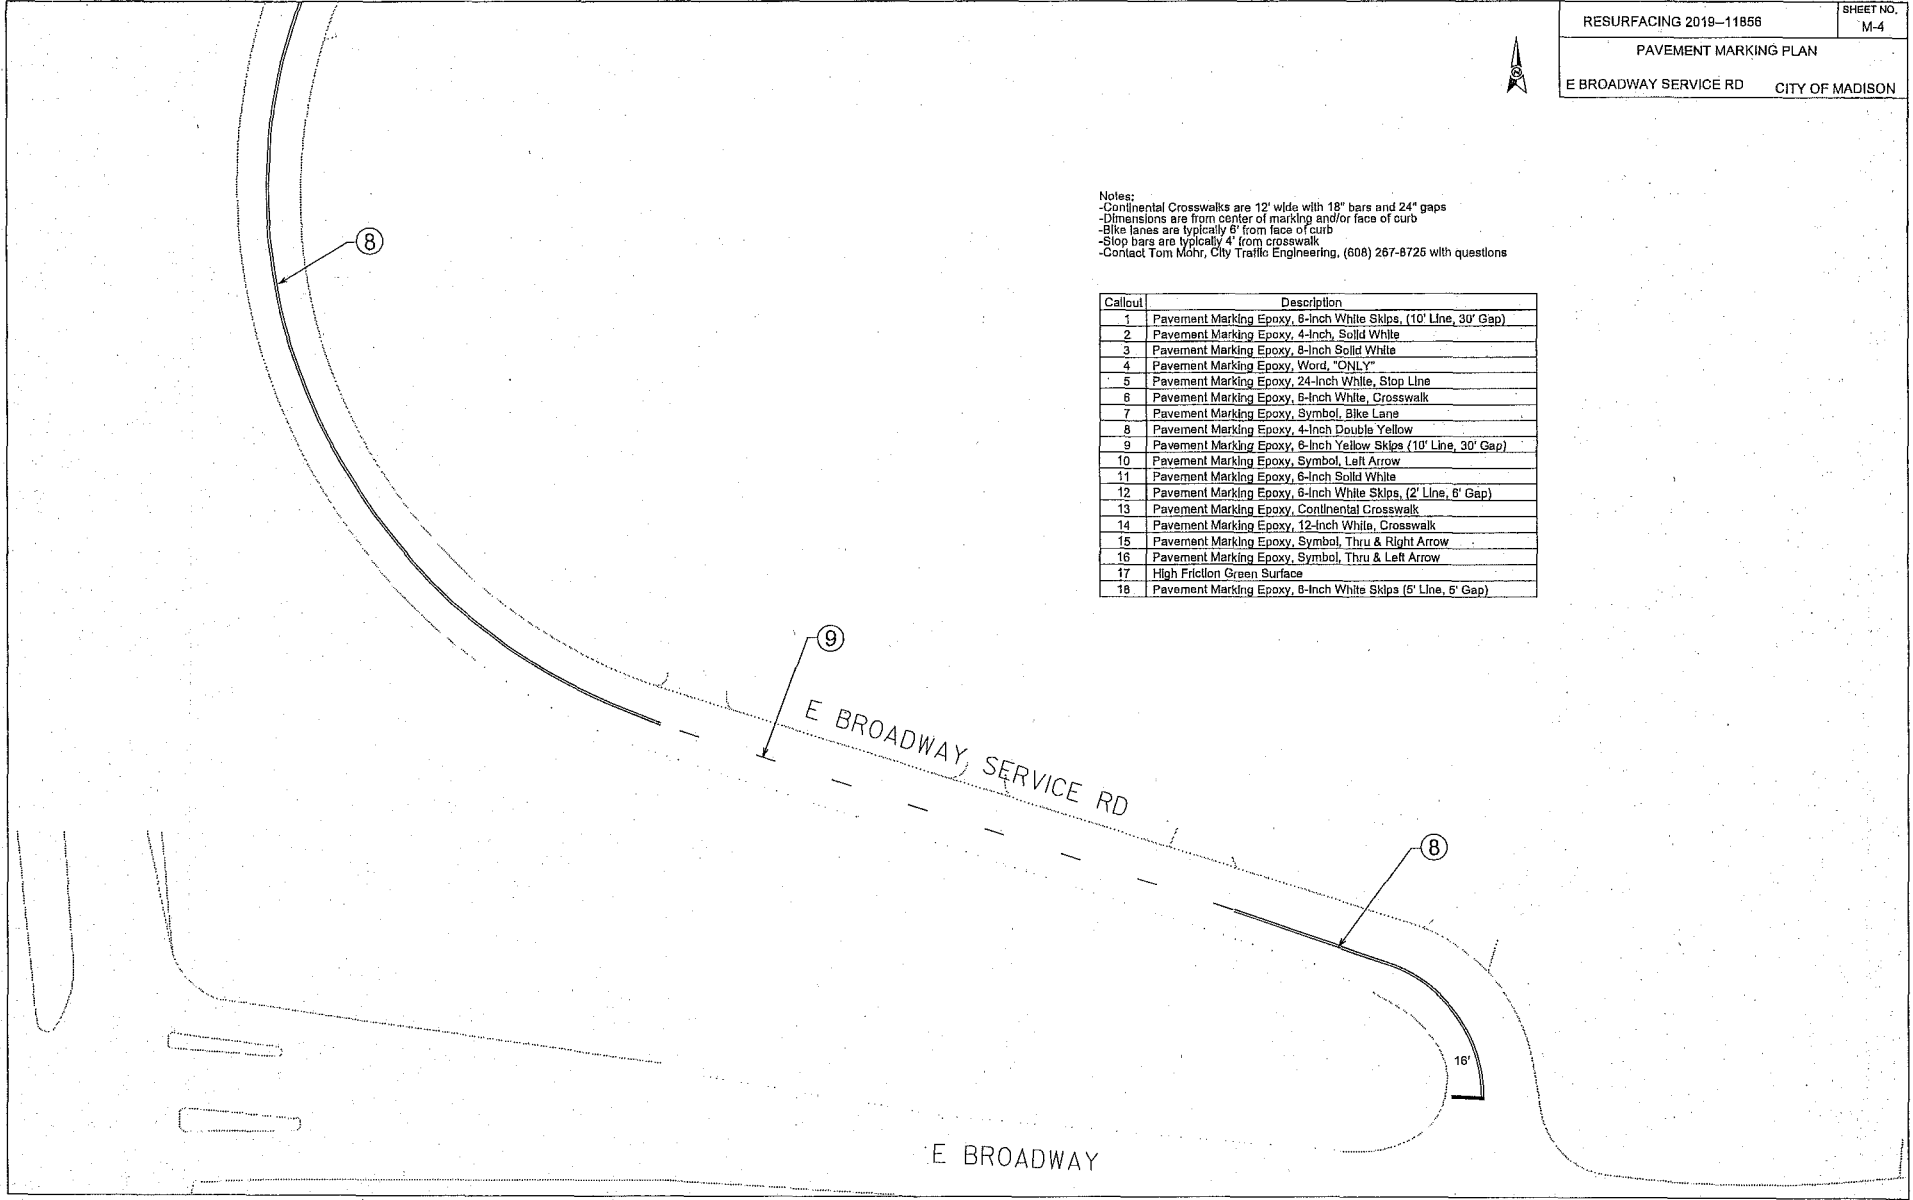 RESURFACING 2019–11856
SHEET NO.
M-4
PAVEMENT MARKING PLAN
E BROADWAY SERVICE RD CITY OF MADISON
N
Notes:
-Continental Crosswalks are 12' wide with 18" bars and 24" gaps
-Dimensions are from center of marking and/or face of curb
-Bike lanes are typically 6' from face of curb
-Stop bars are typically 4' from crosswalk
-Contact Tom Mohr, City Traffic Engineering, (608) 267-8725 with questions
Callout Description
1 Pavement Marking Epoxy, 6-Inch White Skips, (10' Line, 30' Gap)
2 Pavement Marking Epoxy, 4-Inch, Solid White
3 Pavement Marking Epoxy, 8-Inch Solid White
4 Pavement Marking Epoxy, Word, "ONLY"
5 Pavement Marking Epoxy, 24-Inch White, Stop Line
6 Pavement Marking Epoxy, 6-Inch White, Crosswalk
7 Pavement Marking Epoxy, Symbol, Bike Lane
8 Pavement Marking Epoxy, 4-Inch Double Yellow
9 Pavement Marking Epoxy, 6-Inch Yellow Skips (10' Line, 30' Gap)
10 Pavement Marking Epoxy, Symbol, Left Arrow
11 Pavement Marking Epoxy, 6-Inch Solid White
12 Pavement Marking Epoxy, 6-Inch White Skips, (2' Line, 6' Gap)
13 Pavement Marking Epoxy, Continental Crosswalk
14 Pavement Marking Epoxy, 12-Inch White, Crosswalk
15 Pavement Marking Epoxy, Symbol, Thru & Right Arrow
16 Pavement Marking Epoxy, Symbol, Thru & Left Arrow
17 High Friction Green Surface
18 Pavement Marking Epoxy, 8-Inch White Skips (5' Line, 5' Gap)
8
9
E BROADWAY SERVICE RD
8
16'
E BROADWAY